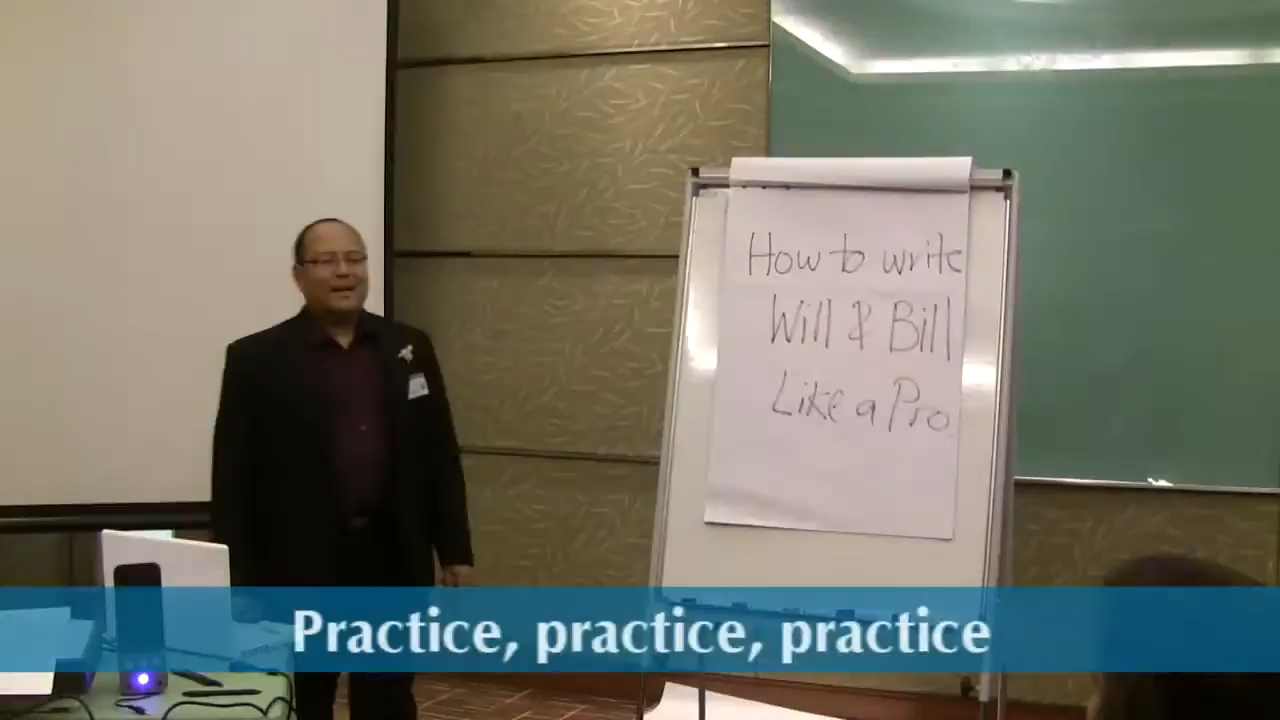 How to write
Will & Bill
Like a Pro
Practice, practice, practice